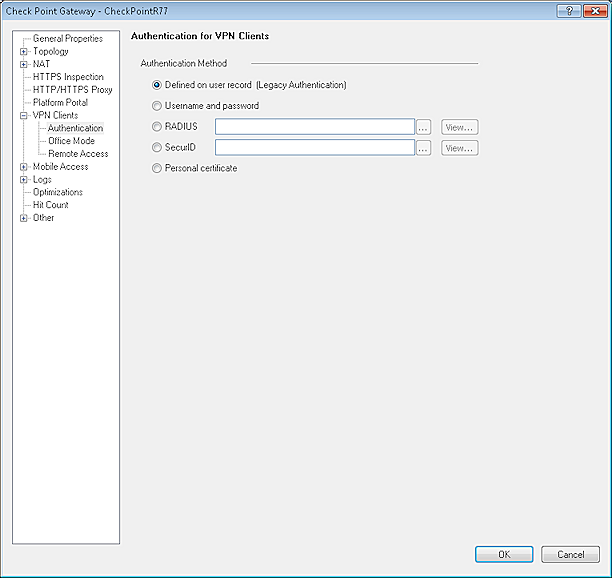 Check Point Gateway - CheckPointR77
General Properties
Topology
NAT
HTTPS Inspection
HTTP/HTTPS Proxy
Platform Portal
VPN Clients
Authentication
Office Mode
Remote Access
Mobile Access
Logs
Optimizations
Hit Count
Other
Authentication for VPN Clients
Authentication Method
Defined on user record (Legacy Authentication)
Username and password
RADIUS ... View...
SecurID ... View...
Personal certificate
OK Cancel